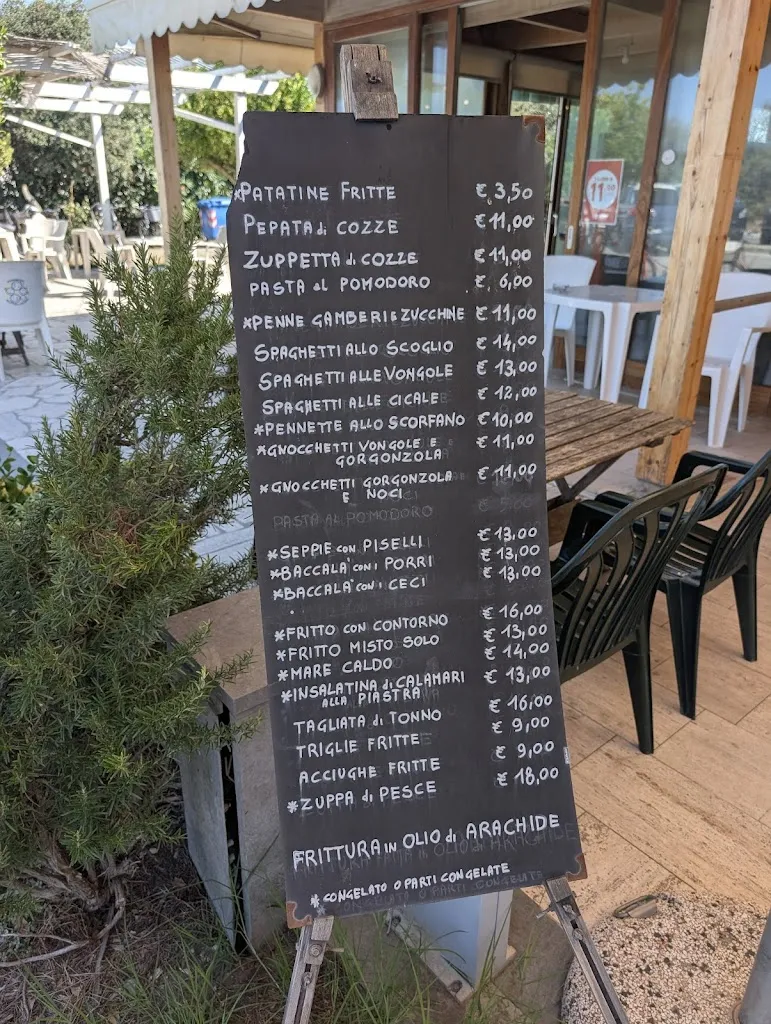 *PATATINE FRITTE € 3,50
PEPATA di COZZE € 11,00
ZUPPETTA di COZZE € 11,00
PASTA al POMODORO € 6,00
*PENNE GAMBERI E ZUCCHINE € 11,00
SPAGHETTI ALLO SCOGLIO € 14,00
SPAGHETTI ALLE VONGOLE € 13,00
SPAGHETTI ALLE CICALE € 12,00
*PENNETTE ALLO SCORFANO € 10,00
*GNOCCHETTI VONGOLE E € 11,00
GORGONZOLA
*GNOCCHETTI GORGONZOLA € 11,00
E NOCI
PASTA AL POMODORO
*SEPPIE con PISELLI € 13,00
*BACCALA' con i PORRI € 13,00
*BACCALA' con i CECI € 13,00
*FRITTO CON CONTORNO € 16,00
*FRITTO MISTO SOLO € 13,00
*MARE CALDO € 14,00
*INSALATINA di CALAMARI € 13,00
ALLA PIASTRA
TAGLIATA di TONNO € 16,00
TRIGLIE FRITTE € 9,00
ACCIUGHE FRITTE € 9,00
*ZUPPA di PESCE € 18,00
FRITTURA in OLIO di ARACHIDE
* CONGELATO O PARTI CONGELATE